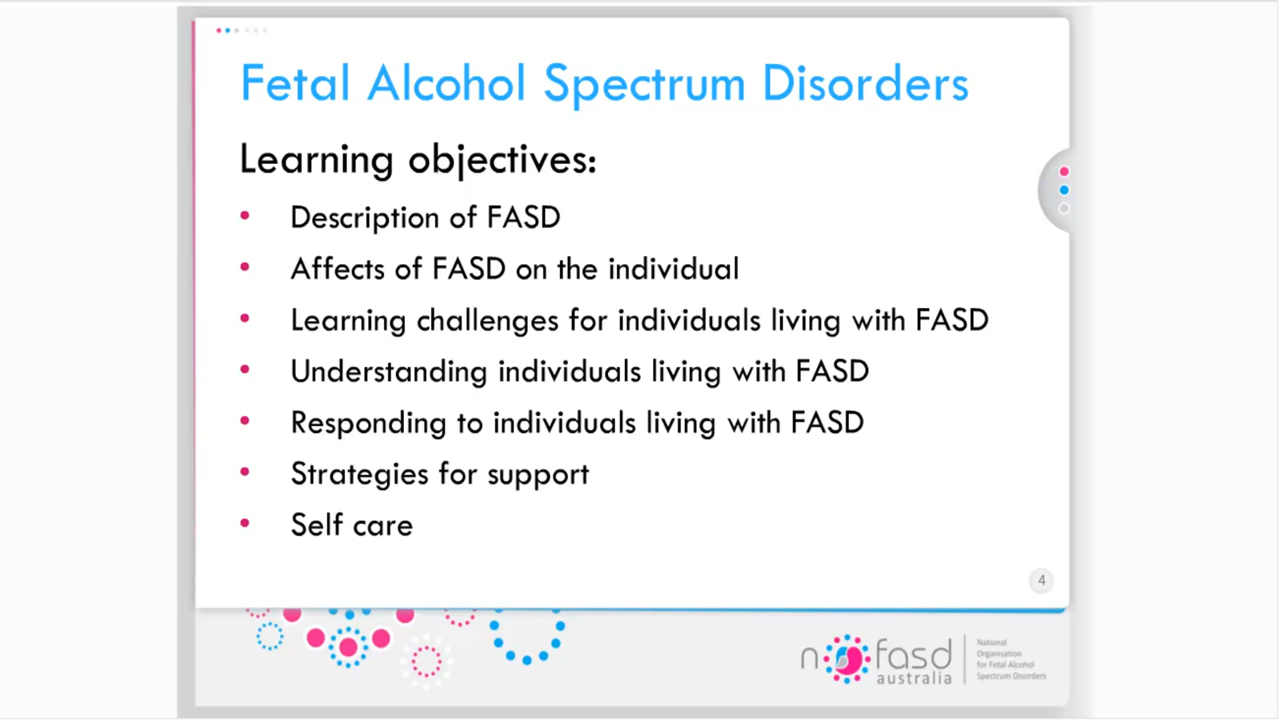 Fetal Alcohol Spectrum Disorders
Learning objectives:
• Description of FASD
• Affects of FASD on the individual
• Learning challenges for individuals living with FASD
• Understanding individuals living with FASD
• Responding to individuals living with FASD
• Strategies for support
• Self care
4
nofasd
australia
National
Organisation
for Fetal Alcohol
Spectrum Disorders